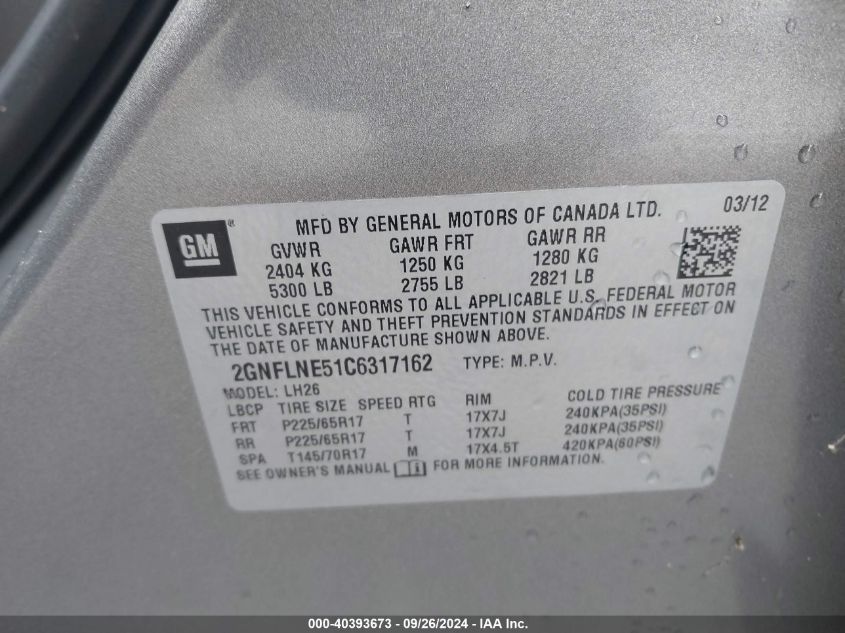 GM ®
MFD BY GENERAL MOTORS OF CANADA LTD. 03/12
GVWR GAWR FRT GAWR RR
2404 KG 1250 KG 1280 KG
5300 LB 2755 LB 2821 LB
THIS VEHICLE CONFORMS TO ALL APPLICABLE U.S. FEDERAL MOTOR
VEHICLE SAFETY AND THEFT PREVENTION STANDARDS IN EFFECT ON
THE DATE OF MANUFACTURE SHOWN ABOVE.
2GNFLNE51C6317162 TYPE: M.P.V.
MODEL: LH26
LBCP TIRE SIZE SPEED RTG RIM COLD TIRE PRESSURE
FRT P225/65R17 T 17X7J 240KPA(35PSI)
RR P225/65R17 T 17X7J 240KPA(35PSI)
SPA T145/70R17 M 17X4.5T 420KPA(60PSI)
SEE OWNER'S MANUAL FOR MORE INFORMATION.
000-40393673 - 09/26/2024 - IAA Inc.